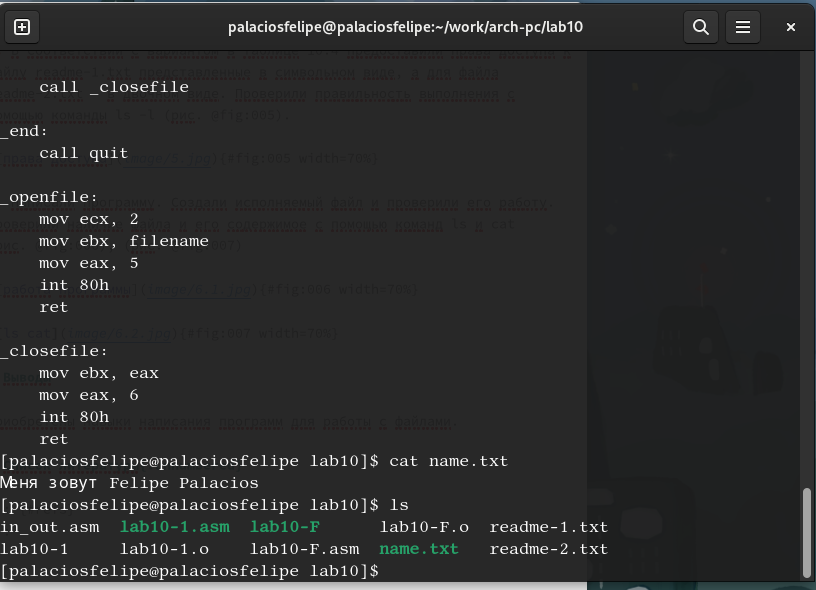 palaciosfelipe@palaciosfelipe:~/work/arch-pc/lab10
call _closefile
_end:
call quit
_openfile:
mov ecx, 2
mov ebx, filename
mov eax, 5
int 80h
ret
_closefile:
mov ebx, eax
mov eax, 6
int 80h
ret
[palaciosfelipe@palaciosfelipe lab10]$ cat name.txt
Меня зовут Felipe Palacios
[palaciosfelipe@palaciosfelipe lab10]$ ls
in_out.asm lab10-1.asm lab10-F lab10-F.o readme-1.txt
lab10-1 lab10-1.o lab10-F.asm name.txt readme-2.txt
[palaciosfelipe@palaciosfelipe lab10]$